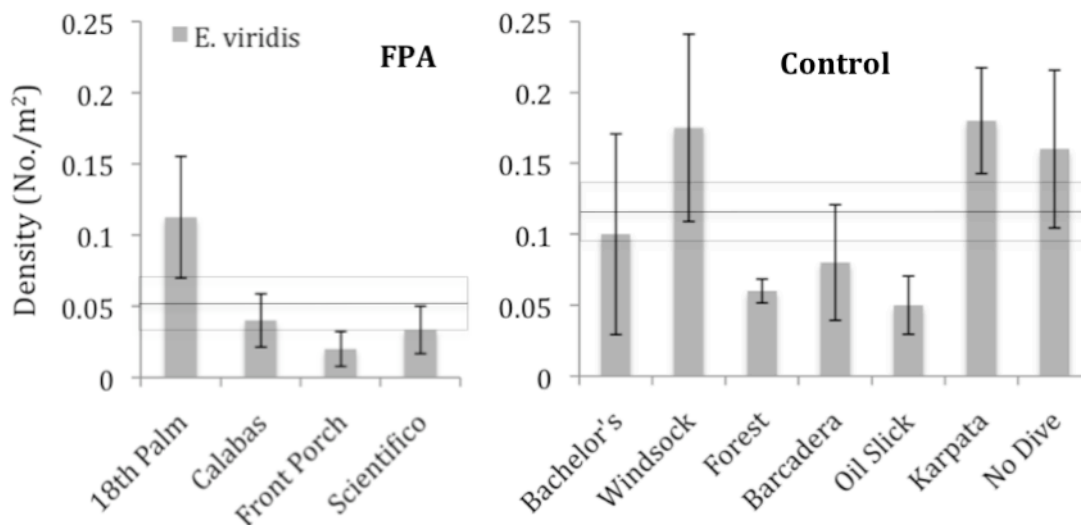 Density (No./m²)
0.25
0.2
0.15
0.1
0.05
0
E. viridis
FPA
18th Palm
Calabas
Front Porch
Scientifico
0.25
0.2
0.15
0.1
0.05
0
Control
Bachelor's
Windsock
Forest
Barcadera
Oil Slick
Karpata
No Dive